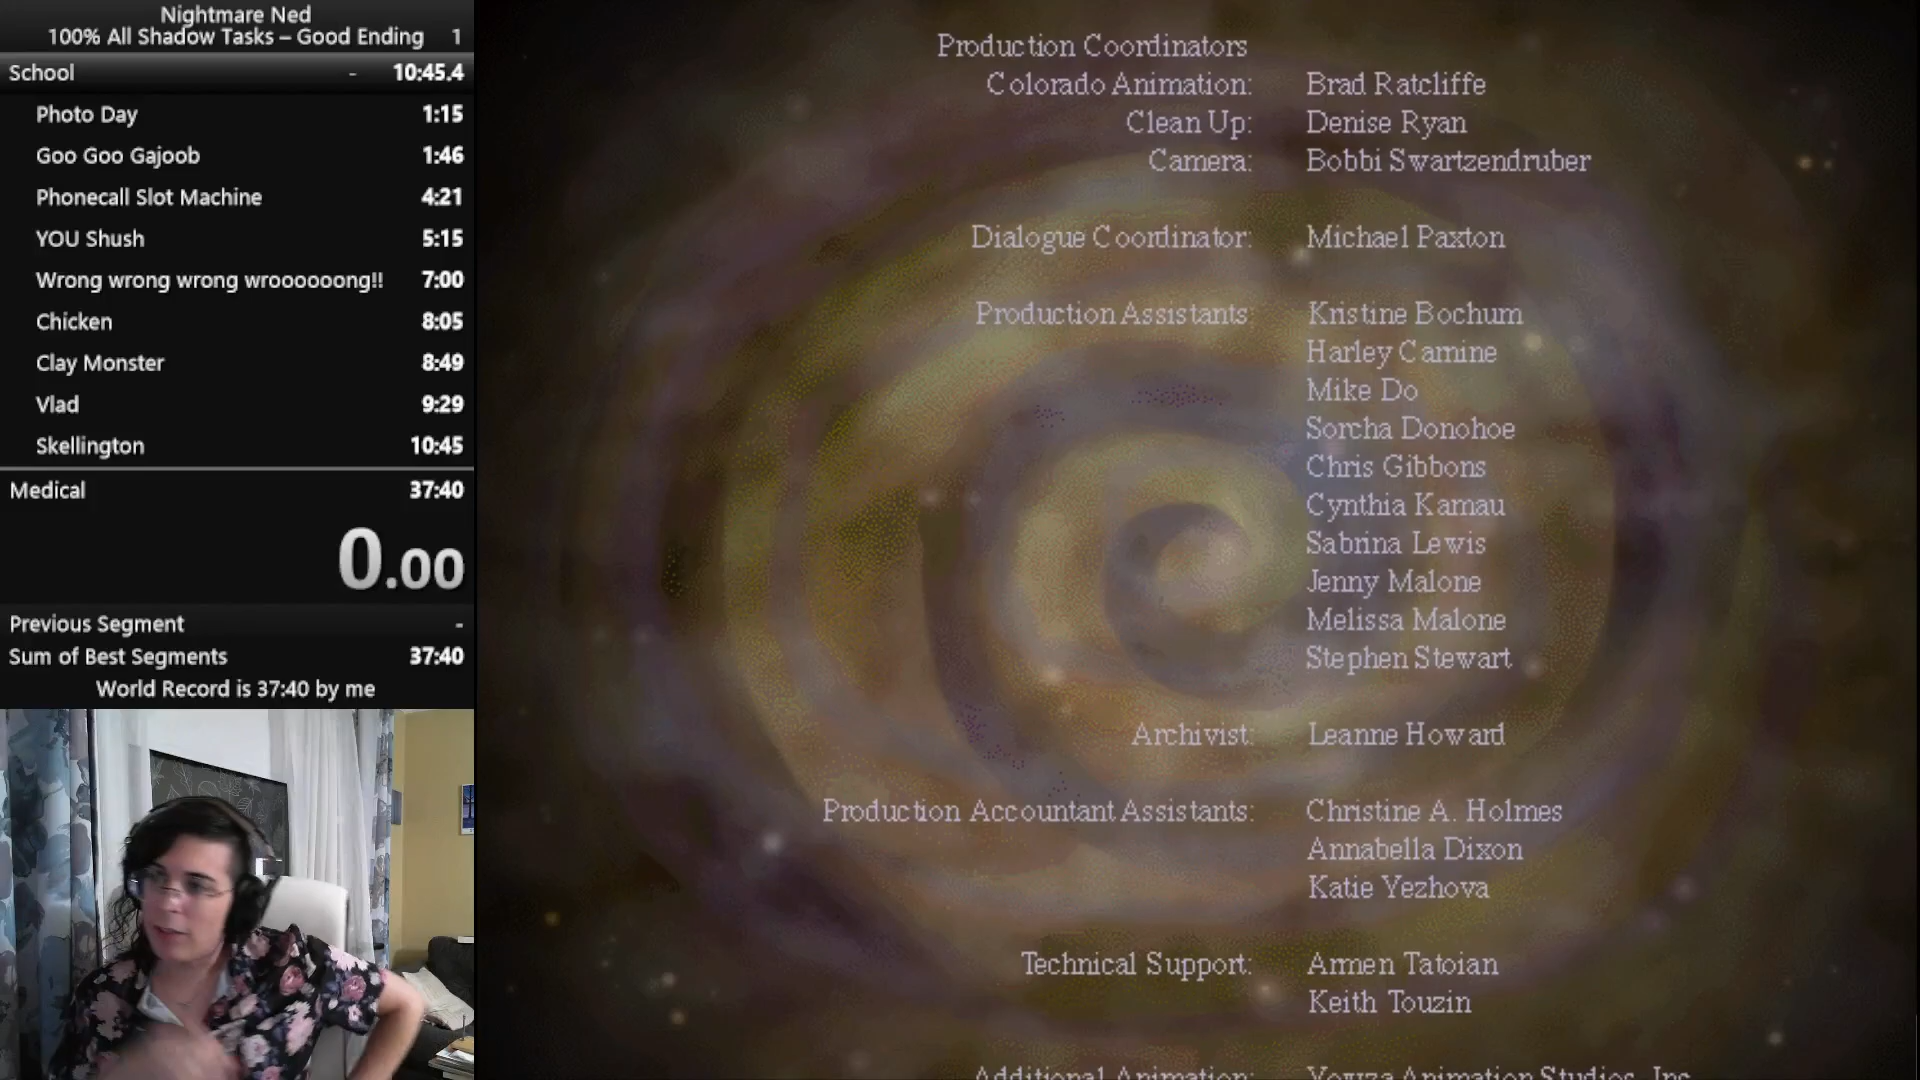 Nightmare Ned
100% All Shadow Tasks – Good Ending 1
School - 10:45.4
Photo Day 1:15
Goo Goo Gajoob 1:46
Phonecall Slot Machine 4:21
YOU Shush 5:15
Wrong wrong wrong wroooooong!! 7:00
Chicken 8:05
Clay Monster 8:49
Vlad 9:29
Skellington 10:45
Medical 37:40
0.00
Previous Segment -
Sum of Best Segments 37:40
World Record is 37:40 by me
Production Coordinators
Colorado Animation: Brad Ratcliffe
Clean Up: Denise Ryan
Camera: Bobbi Swartzendruber
Dialogue Coordinator: Michael Paxton
Production Assistants: Kristine Bochum
Harley Camine
Mike Do
Sorcha Donohoe
Chris Gibbons
Cynthia Kamau
Sabrina Lewis
Jenny Malone
Melissa Malone
Stephen Stewart
Archivist: Leanne Howard
Production Accountant Assistants: Christine A. Holmes
Annabella Dixon
Katie Yezhova
Technical Support: Armen Tatoian
Keith Touzin
Additional Animation: Yowza Animation Studios, Inc.